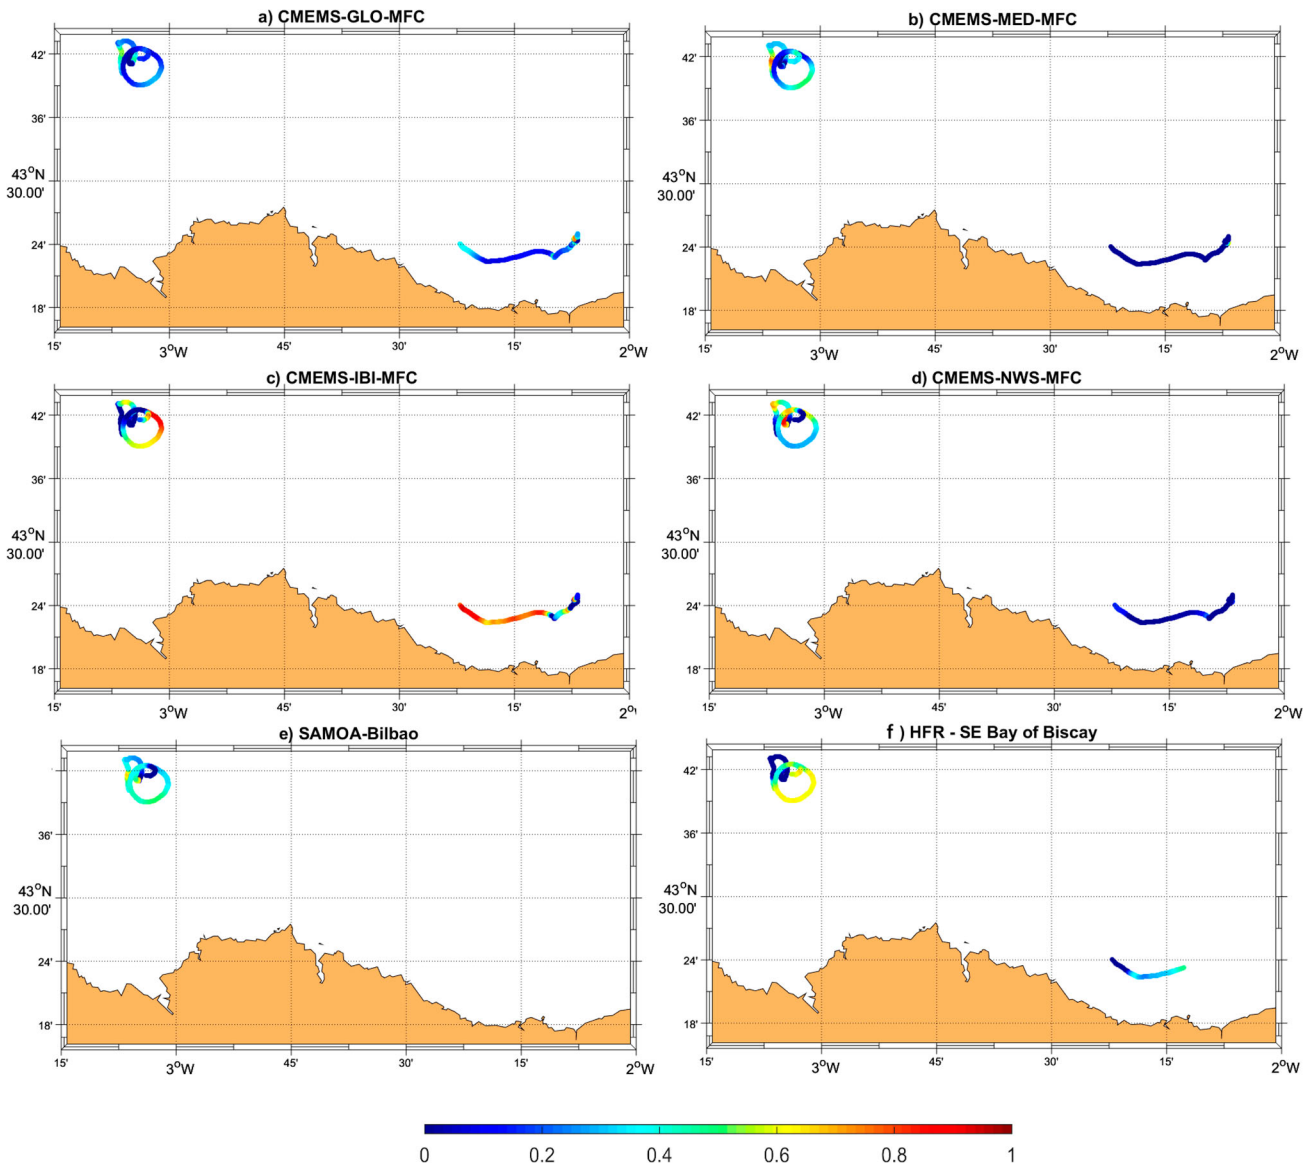 a) CMEMS-GLO-MFC
42'
36'
43°N
30.00'
24'
18'
15'
3°W
45'
30'
15'
2°W
b) CMEMS-MED-MFC
42'
36'
43°N
30.00'
24'
18'
15'
3°W
45'
30'
15'
2°W
c) CMEMS-IBI-MFC
42'
36'
43°N
30.00'
24'
18'
15'
3°W
45'
30'
15'
2°W
d) CMEMS-NWS-MFC
42'
36'
43°N
30.00'
24'
18'
15'
3°W
45'
30'
15'
2°W
e) SAMOA-Bilbao
36'
43°N
30.00'
24'
18'
15'
3°W
45'
30'
15'
2°W
f ) HFR - SE Bay of Biscay
42'
36'
43°N
30.00'
24'
18'
15'
3°W
45'
30'
15'
2°W
0 0.2 0.4 0.6 0.8 1